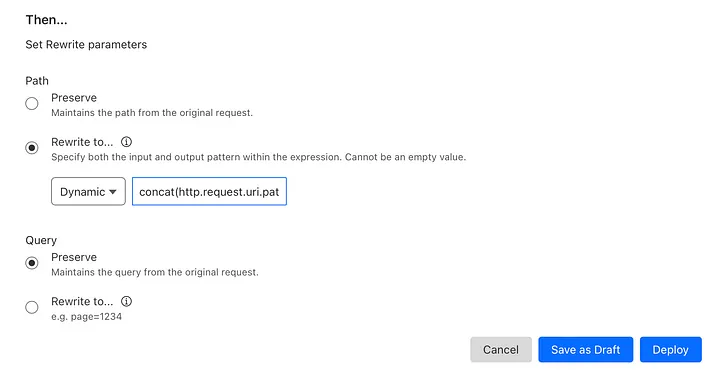 Then...
Set Rewrite parameters
Path
Preserve
Maintains the path from the original request.
Rewrite to...
Specify both the input and output pattern within the expression. Cannot be an empty value.
Dynamic concat(http.request.uri.pat
Query
Preserve
Maintains the query from the original request.
Rewrite to...
e.g. page=1234
Cancel Save as Draft Deploy